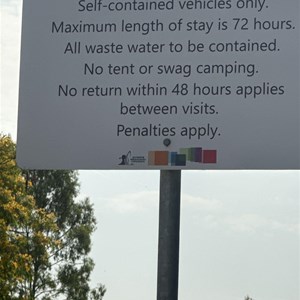 Self-contained vehicles only.
Maximum length of stay is 72 hours.
All waste water to be contained.
No tent or swag camping.
No return within 48 hours applies
between visits.
Penalties apply.